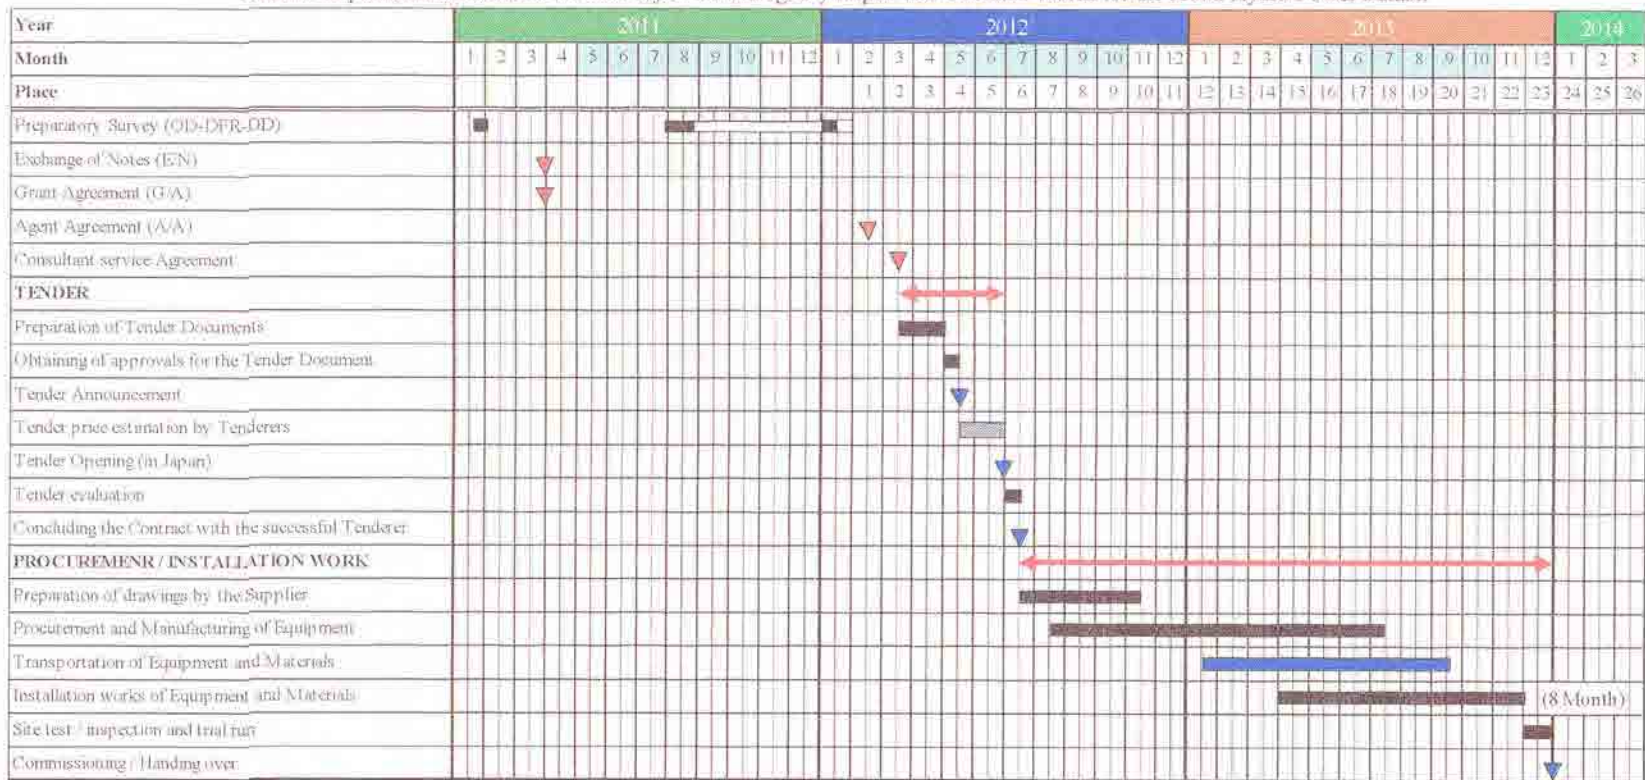 Year 2011 2012 2013 2014
Month 1 2 3 4 5 6 7 8 9 10 11 12 1 2 3 4 5 6 7 8 9 10 11 12 1 2 3 4 5 6 7 8 9 10 11 12 1 2 3
Place 1 2 3 4 5 6 7 8 9 10 11 12 13 14 15 16 17 18 19 20 21 22 23 24 25 26
Preparatory Survey (OD-DFR-OD)
Exchange of Notes (E/N)
Grant Agreement (G/A)
Agent Agreement (A/A)
Consultant service Agreement
TENDER
Preparation of Tender Documents
Obtaining of approvals for the Tender Document
Tender Announcement
Tender price estimation by Tenderers
Tender Opening (in Japan)
Tender evaluation
Concluding the Contract with the successful Tenderer
PROCUREMENR / INSTALLATION WORK
Preparation of drawings by the Supplier
Procurement and Manufacturing of Equipment
Transportation of Equipment and Materials
Installation works of Equipment and Materials (8 Month)
Site test / inspection and trial run
Commissioning / Handing over